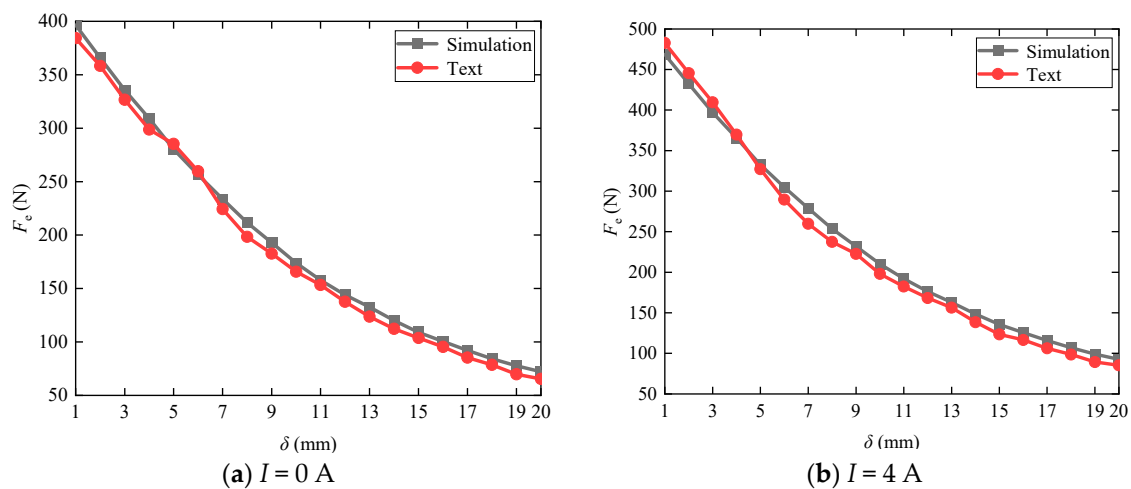 400
350
300
250
200
150
100
50
F_e (N)
Simulation
Text
1 3 5 7 9 11 13 15 17 19 20
δ (mm)
(a) I = 0 A
500
450
400
350
300
250
200
150
100
50
F_e (N)
Simulation
Text
1 3 5 7 9 11 13 15 17 19 20
δ (mm)
(b) I = 4 A